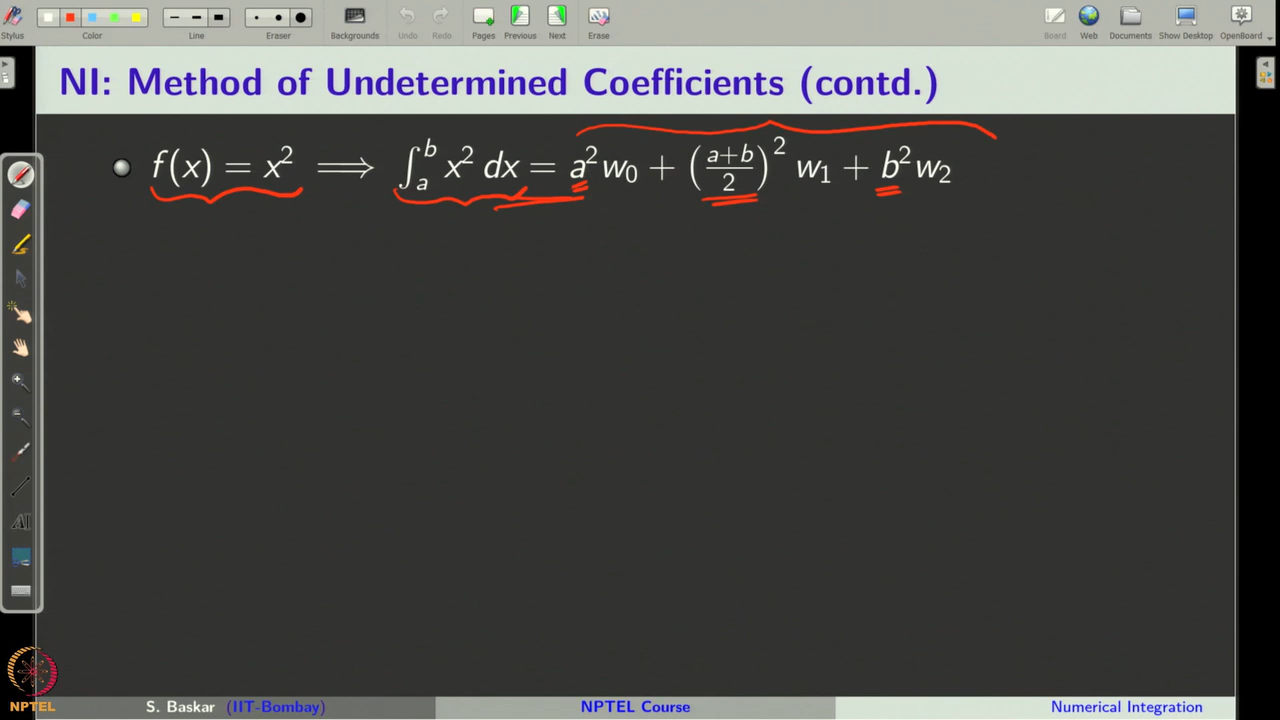 Stylus Color Line Eraser Backgrounds Undo Redo Pages Previous Next Erase Board Web Documents Show Desktop OpenBoard
NI: Method of Undetermined Coefficients (contd.)
f(x) = x² ⟹ ∫ₐᵇ x² dx = a²w₀ + ((a+b)/2)² w₁ + b²w₂
AI
NPTEL
S. Baskar (IIT-Bombay) NPTEL Course Numerical Integration